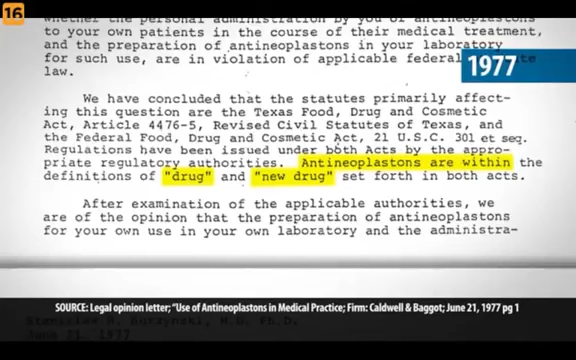 16
whether the personal administration by you of antineoplastons
to your own patients in the course of their medical treatment,
and the preparation of antineoplastons in your laboratory
for such use, are in violation of applicable federal
law.
1977
We have concluded that the statutes primarily affect-
ing this question are the Texas Food, Drug and Cosmetic
Act, Article 4476-5, Revised Civil Statutes of Texas, and
the Federal Food, Drug and Cosmetic Act, 21 U.S.C. 301 et seq.
Regulations have been issued under both Acts by the appro-
priate regulatory authorities. Antineoplastons are within the
definitions of "drug" and "new drug" set forth in both acts.
After examination of the applicable authorities, we
are of the opinion that the preparation of antineoplastons
for your own use in your own laboratory and the administra-
SOURCE: Legal opinion letter; "Use of Antineoplastons in Medical Practice; Firm: Caldwell & Baggot; June 21, 1977 pg 1
June 21, 1977